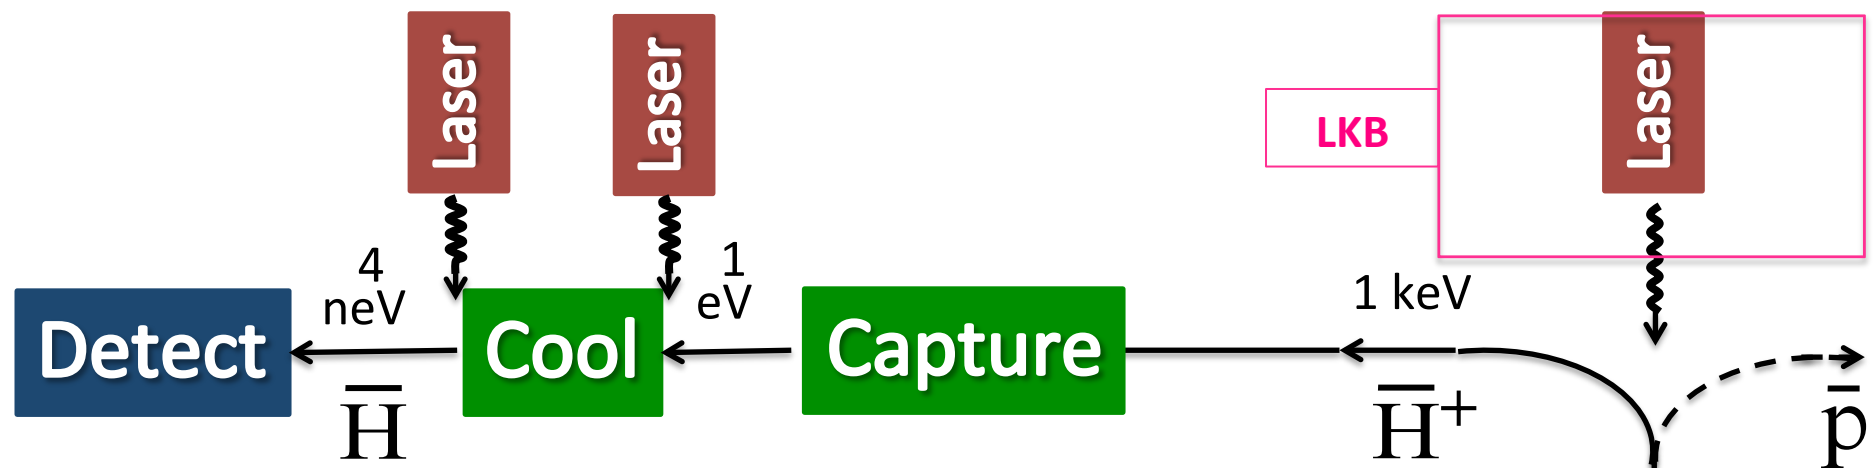 Laser
Laser
Laser
LKB
4
neV
1
eV
1 keV
Detect
Cool
Capture
H̅
H̅⁺
p̅